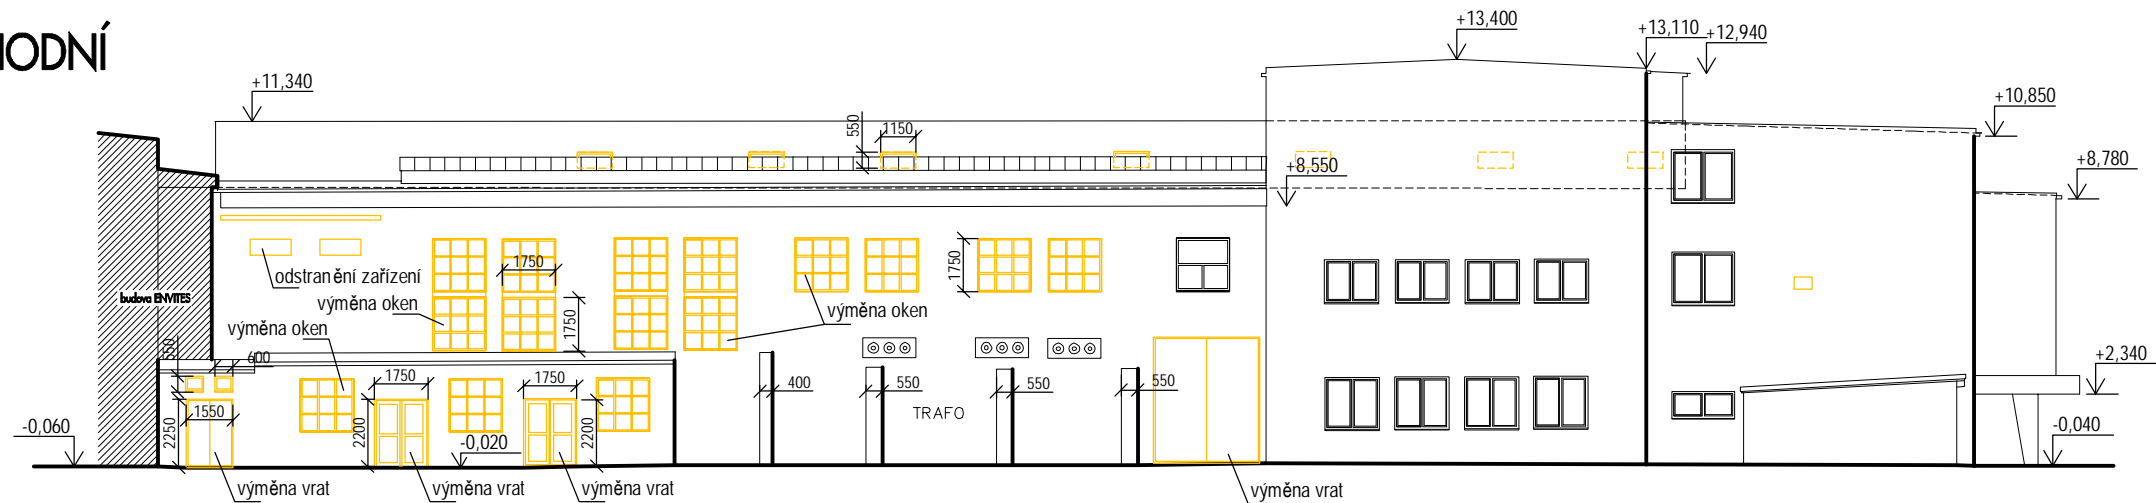 HODNÍ
+13,400
+13,110
+12,940
+11,340
+10,850
550
1150
+8,550
+8,780
odstranění zařízení
1750
1750
budova ENVITES
výměna oken
výměna oken
výměna oken
1750
550
600
+2,340
1750
1750
400
550
550
550
1550
TRAFO
2250
2200
2200
-0,060
-0,020
-0,040
výměna vrat
výměna vrat
výměna vrat
výměna vrat